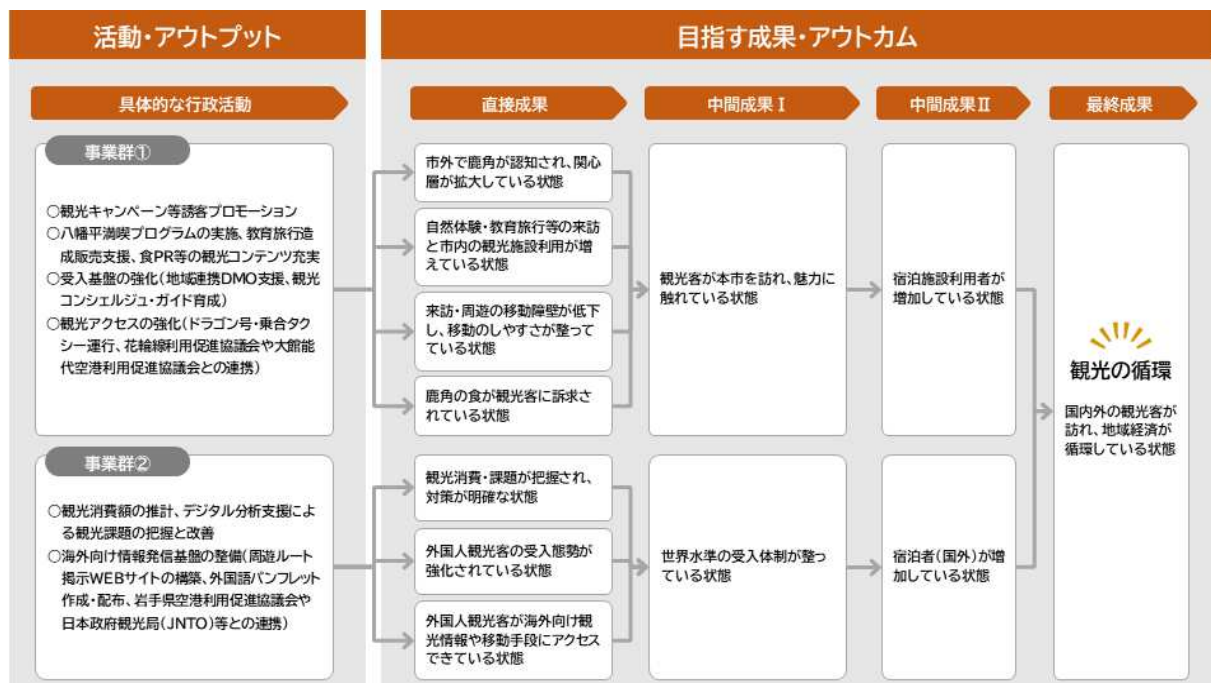 活動・アウトプット
目指す成果・アウトカム
具体的な行政活動
直接成果
中間成果Ⅰ
中間成果Ⅱ
最終成果
事業群①
○観光キャンペーン等誘客プロモーション
○八幡平満喫プログラムの実施、教育旅行造
成販売支援、食PR等の観光コンテンツ充実
○受入基盤の強化(地域連携DMO支援、観光
コンシェルジュ・ガイド育成)
○観光アクセスの強化(ドラゴン号・乗合タク
シー運行、花輪線利用促進協議会や大館能
代空港利用促進協議会との連携)
市外で鹿角が認知され、関心
層が拡大している状態
自然体験・教育旅行等の来訪
と市内の観光施設利用が増
えている状態
来訪・周遊の移動障壁が低下
し、移動のしやすさが整って
ている状態
鹿角の食が観光客に訴求さ
れている状態
観光客が本市を訪れ、魅力に
触れている状態
宿泊施設利用者が
増加している状態
事業群②
○観光消費額の推計、デジタル分析支援によ
る観光課題の把握と改善
○海外向け情報発信基盤の整備(周遊ルート
掲示WEBサイトの構築、外国語パンフレット
作成・配布、岩手県空港利用促進協議会や
日本政府観光局(JNTO)等との連携)
観光消費・課題が把握され、
対策が明確な状態
外国人観光客の受入態勢が
強化されている状態
外国人観光客が海外向け観
光情報や移動手段にアクセス
できている状態
世界水準の受入体制が整っ
ている状態
宿泊者(国外)が増
加している状態
観光の循環
国内外の観光客が
訪れ、地域経済が
循環している状態